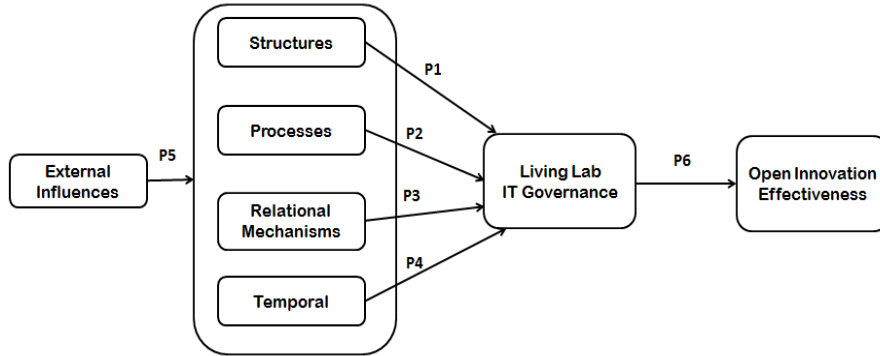 Structures
P1
Processes
P2
P5
External
Influences
Relational
Mechanisms
P3
Temporal
P4
Living Lab
IT Governance
P6
Open Innovation
Effectiveness